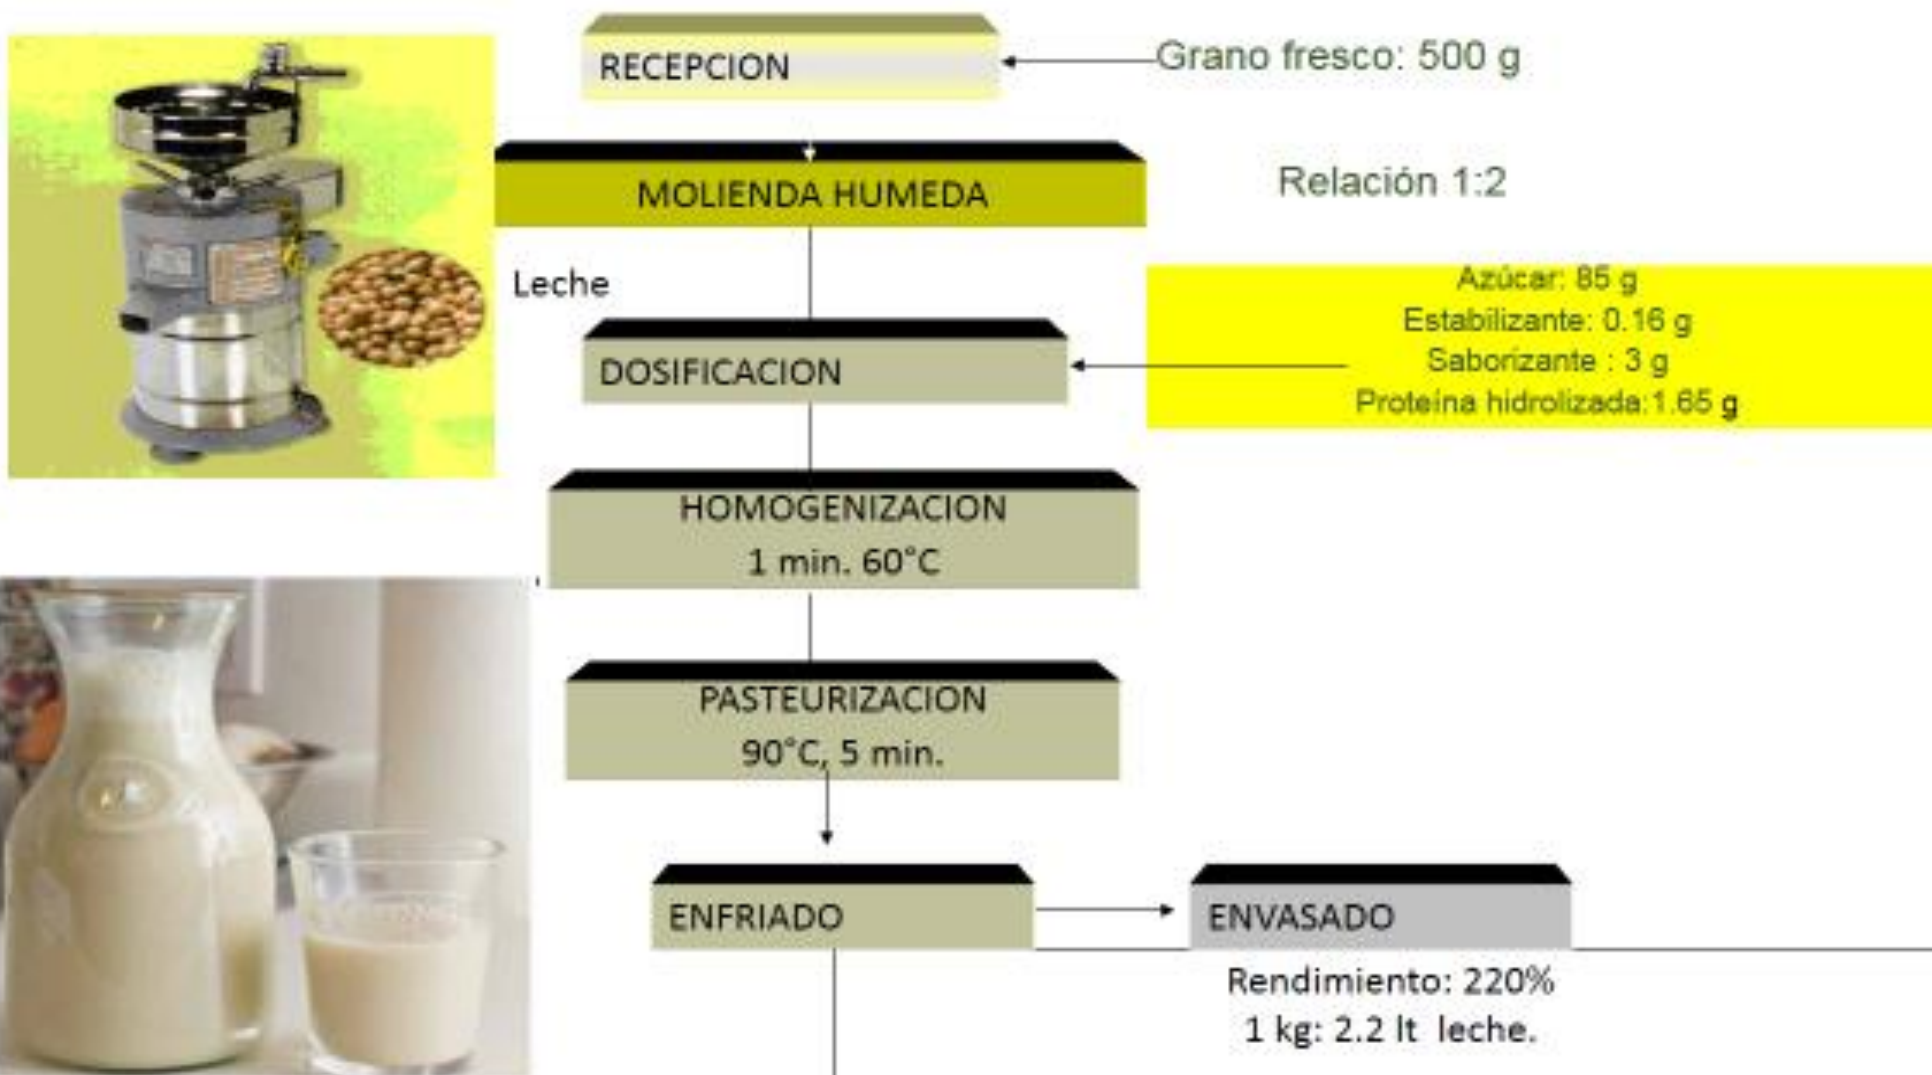 RECEPCION
Grano fresco: 500 g
MOLIENDA HUMEDA
Relación 1:2
Leche
Azúcar: 85 g
Estabilizante: 0.16 g
Saborizante : 3 g
Proteína hidrolizada:1.65 g
DOSIFICACION
HOMOGENIZACION
1 min. 60°C
PASTEURIZACION
90°C, 5 min.
ENFRIADO
ENVASADO
Rendimiento: 220%
1 kg: 2.2 lt leche.